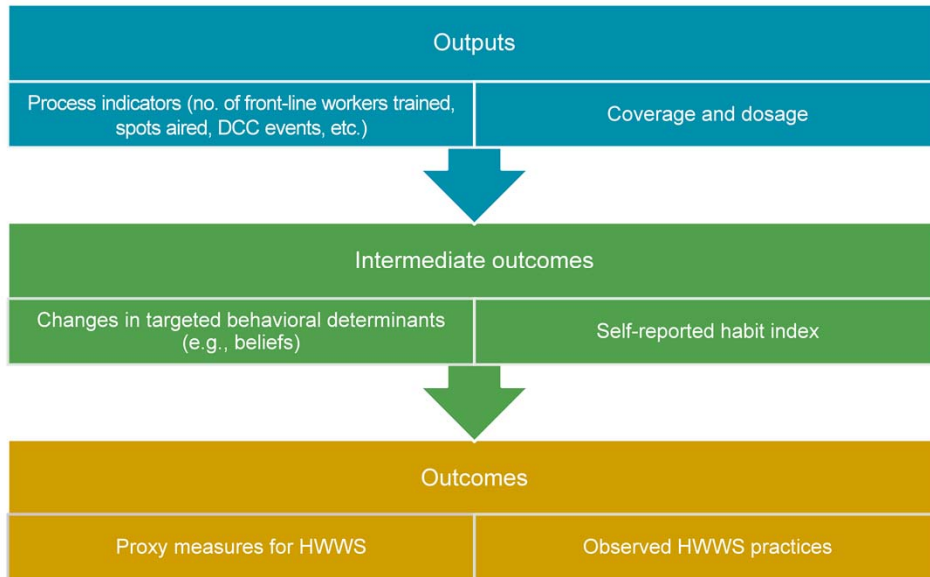 Outputs
Process indicators (no. of front-line workers trained,
spots aired, DCC events, etc.)
Coverage and dosage
Intermediate outcomes
Changes in targeted behavioral determinants
(e.g., beliefs)
Self-reported habit index
Outcomes
Proxy measures for HWWS
Observed HWWS practices